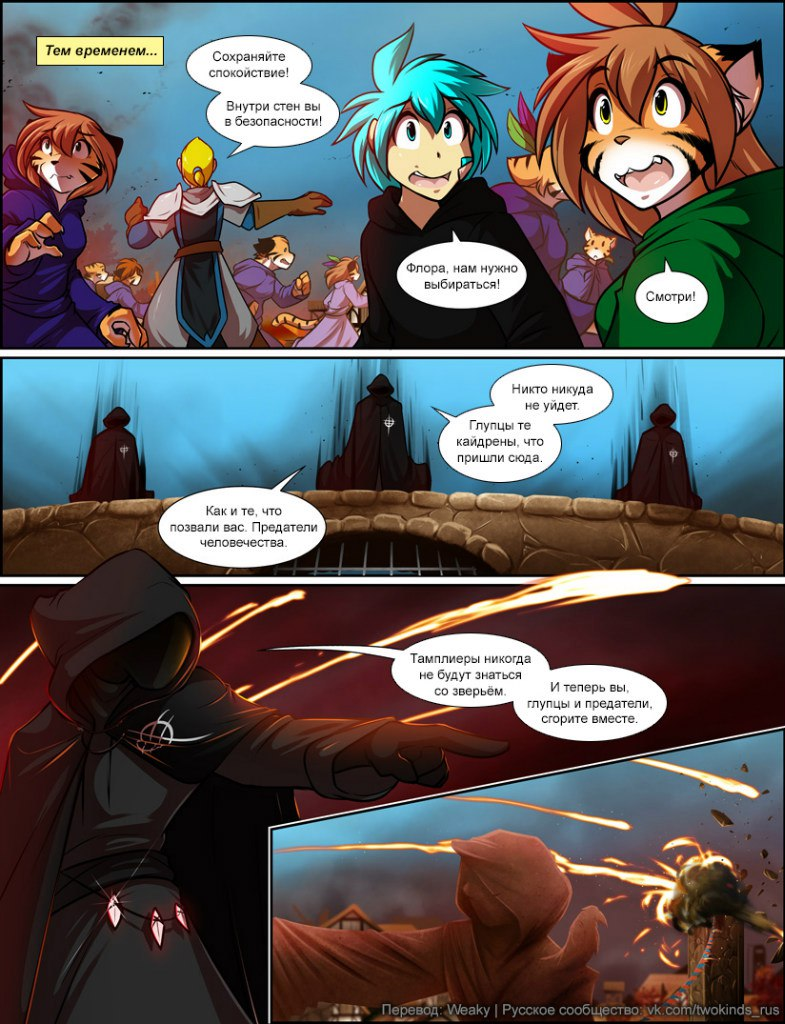 Тем временем...
Сохраняйте
спокойствие!
Внутри стен вы
в безопасности!
Флора, нам нужно
выбираться!
Смотри!
Никто никуда
не уйдет.
Глупцы те
кайдрены, что
пришли сюда.
Как и те, что
позвали вас. Предатели
человечества.
Тамплиеры никогда
не будут знаться
со зверьём.
И теперь вы,
глупцы и предатели,
сгорите вместе.
Перевод: Weaky | Русское сообщество: vk.com/twokinds_rus